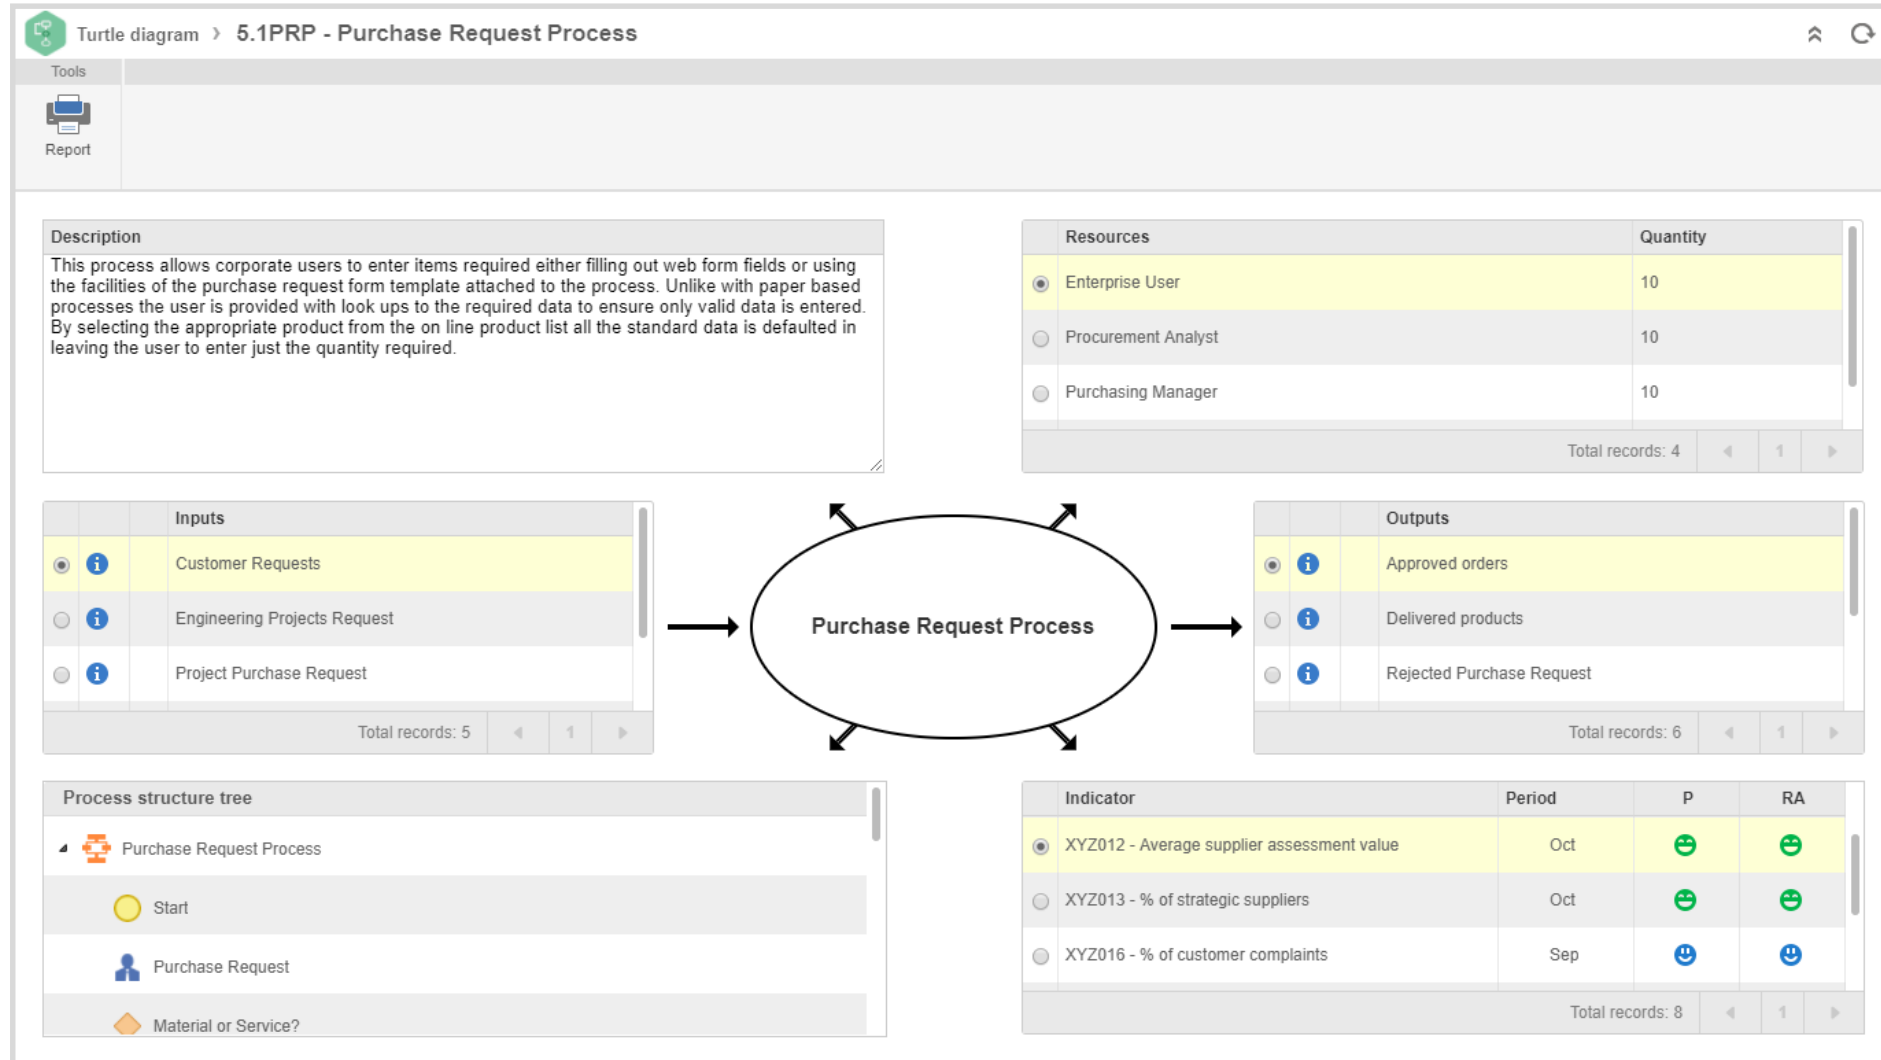 Turtle diagram > 5.1PRP - Purchase Request Process
Tools
Report
Description
This process allows corporate users to enter items required either filling out web form fields or using
the facilities of the purchase request form template attached to the process. Unlike with paper based
processes the user is provided with look ups to the required data to ensure only valid data is entered.
By selecting the appropriate product from the on line product list all the standard data is defaulted in
leaving the user to enter just the quantity required.
Resources Quantity
Enterprise User 10
Procurement Analyst 10
Purchasing Manager 10
Total records: 4 1
Inputs
Customer Requests
Engineering Projects Request
Project Purchase Request
Total records: 5 1
Purchase Request Process
Outputs
Approved orders
Delivered products
Rejected Purchase Request
Total records: 6 1
Process structure tree
Purchase Request Process
Start
Purchase Request
Material or Service?
Indicator Period P RA
XYZ012 - Average supplier assessment value Oct
XYZ013 - % of strategic suppliers Oct
XYZ016 - % of customer complaints Sep
Total records: 8 1